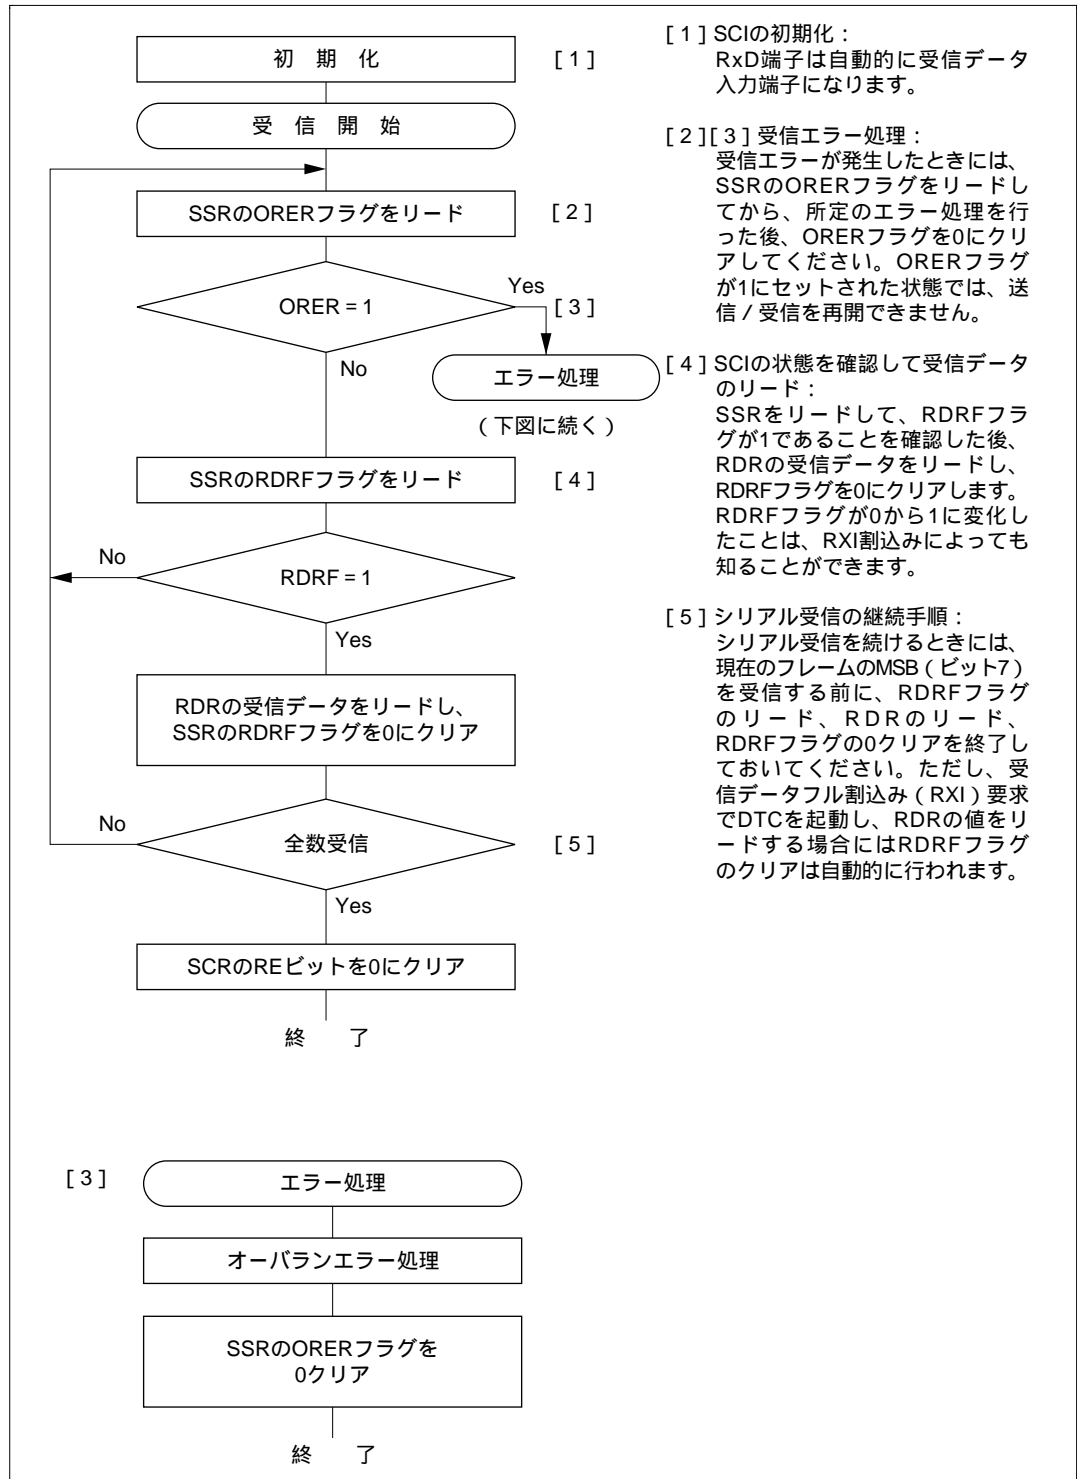 初　期　化
[1]
受　信　開　始
SSRのORERフラグをリード
[2]
ORER = 1
Yes
[3]
No
エラー処理
（下図に続く）
SSRのRDRFフラグをリード
[4]
No
RDRF = 1
Yes
RDRの受信データをリードし、
SSRのRDRFフラグを0にクリア
No
全数受信
[5]
Yes
SCRのREビットを0にクリア
終　了
[1] SCIの初期化：
RxD端子は自動的に受信データ
入力端子になります。
[2][3] 受信エラー処理：
受信エラーが発生したときには、
SSRのORERフラグをリードし
てから、所定のエラー処理を行
った後、ORERフラグを0にクリ
アしてください。ORERフラグ
が1にセットされた状態では、送
信／受信を再開できません。
[4] SCIの状態を確認して受信データ
のリード：
SSRをリードして、RDRFフラ
グが1であることを確認した後、
RDRの受信データをリードし、
RDRFフラグを0にクリアします。
RDRFフラグが0から1に変化し
たことは、RXI割込みによっても
知ることができます。
[5] シリアル受信の継続手順：
シリアル受信を続けるときには、
現在のフレームのMSB（ビット7）
を受信する前に、RDRFフラグ
のリード、RDRのリード、
RDRFフラグの0クリアを終了し
ておいてください。ただし、受
信データフル割込み（RXI）要求
でDTCを起動し、RDRの値をリ
ードする場合にはRDRFフラグ
のクリアは自動的に行われます。
[3]
エラー処理
オーバランエラー処理
SSRのORERフラグを
0クリア
終　了